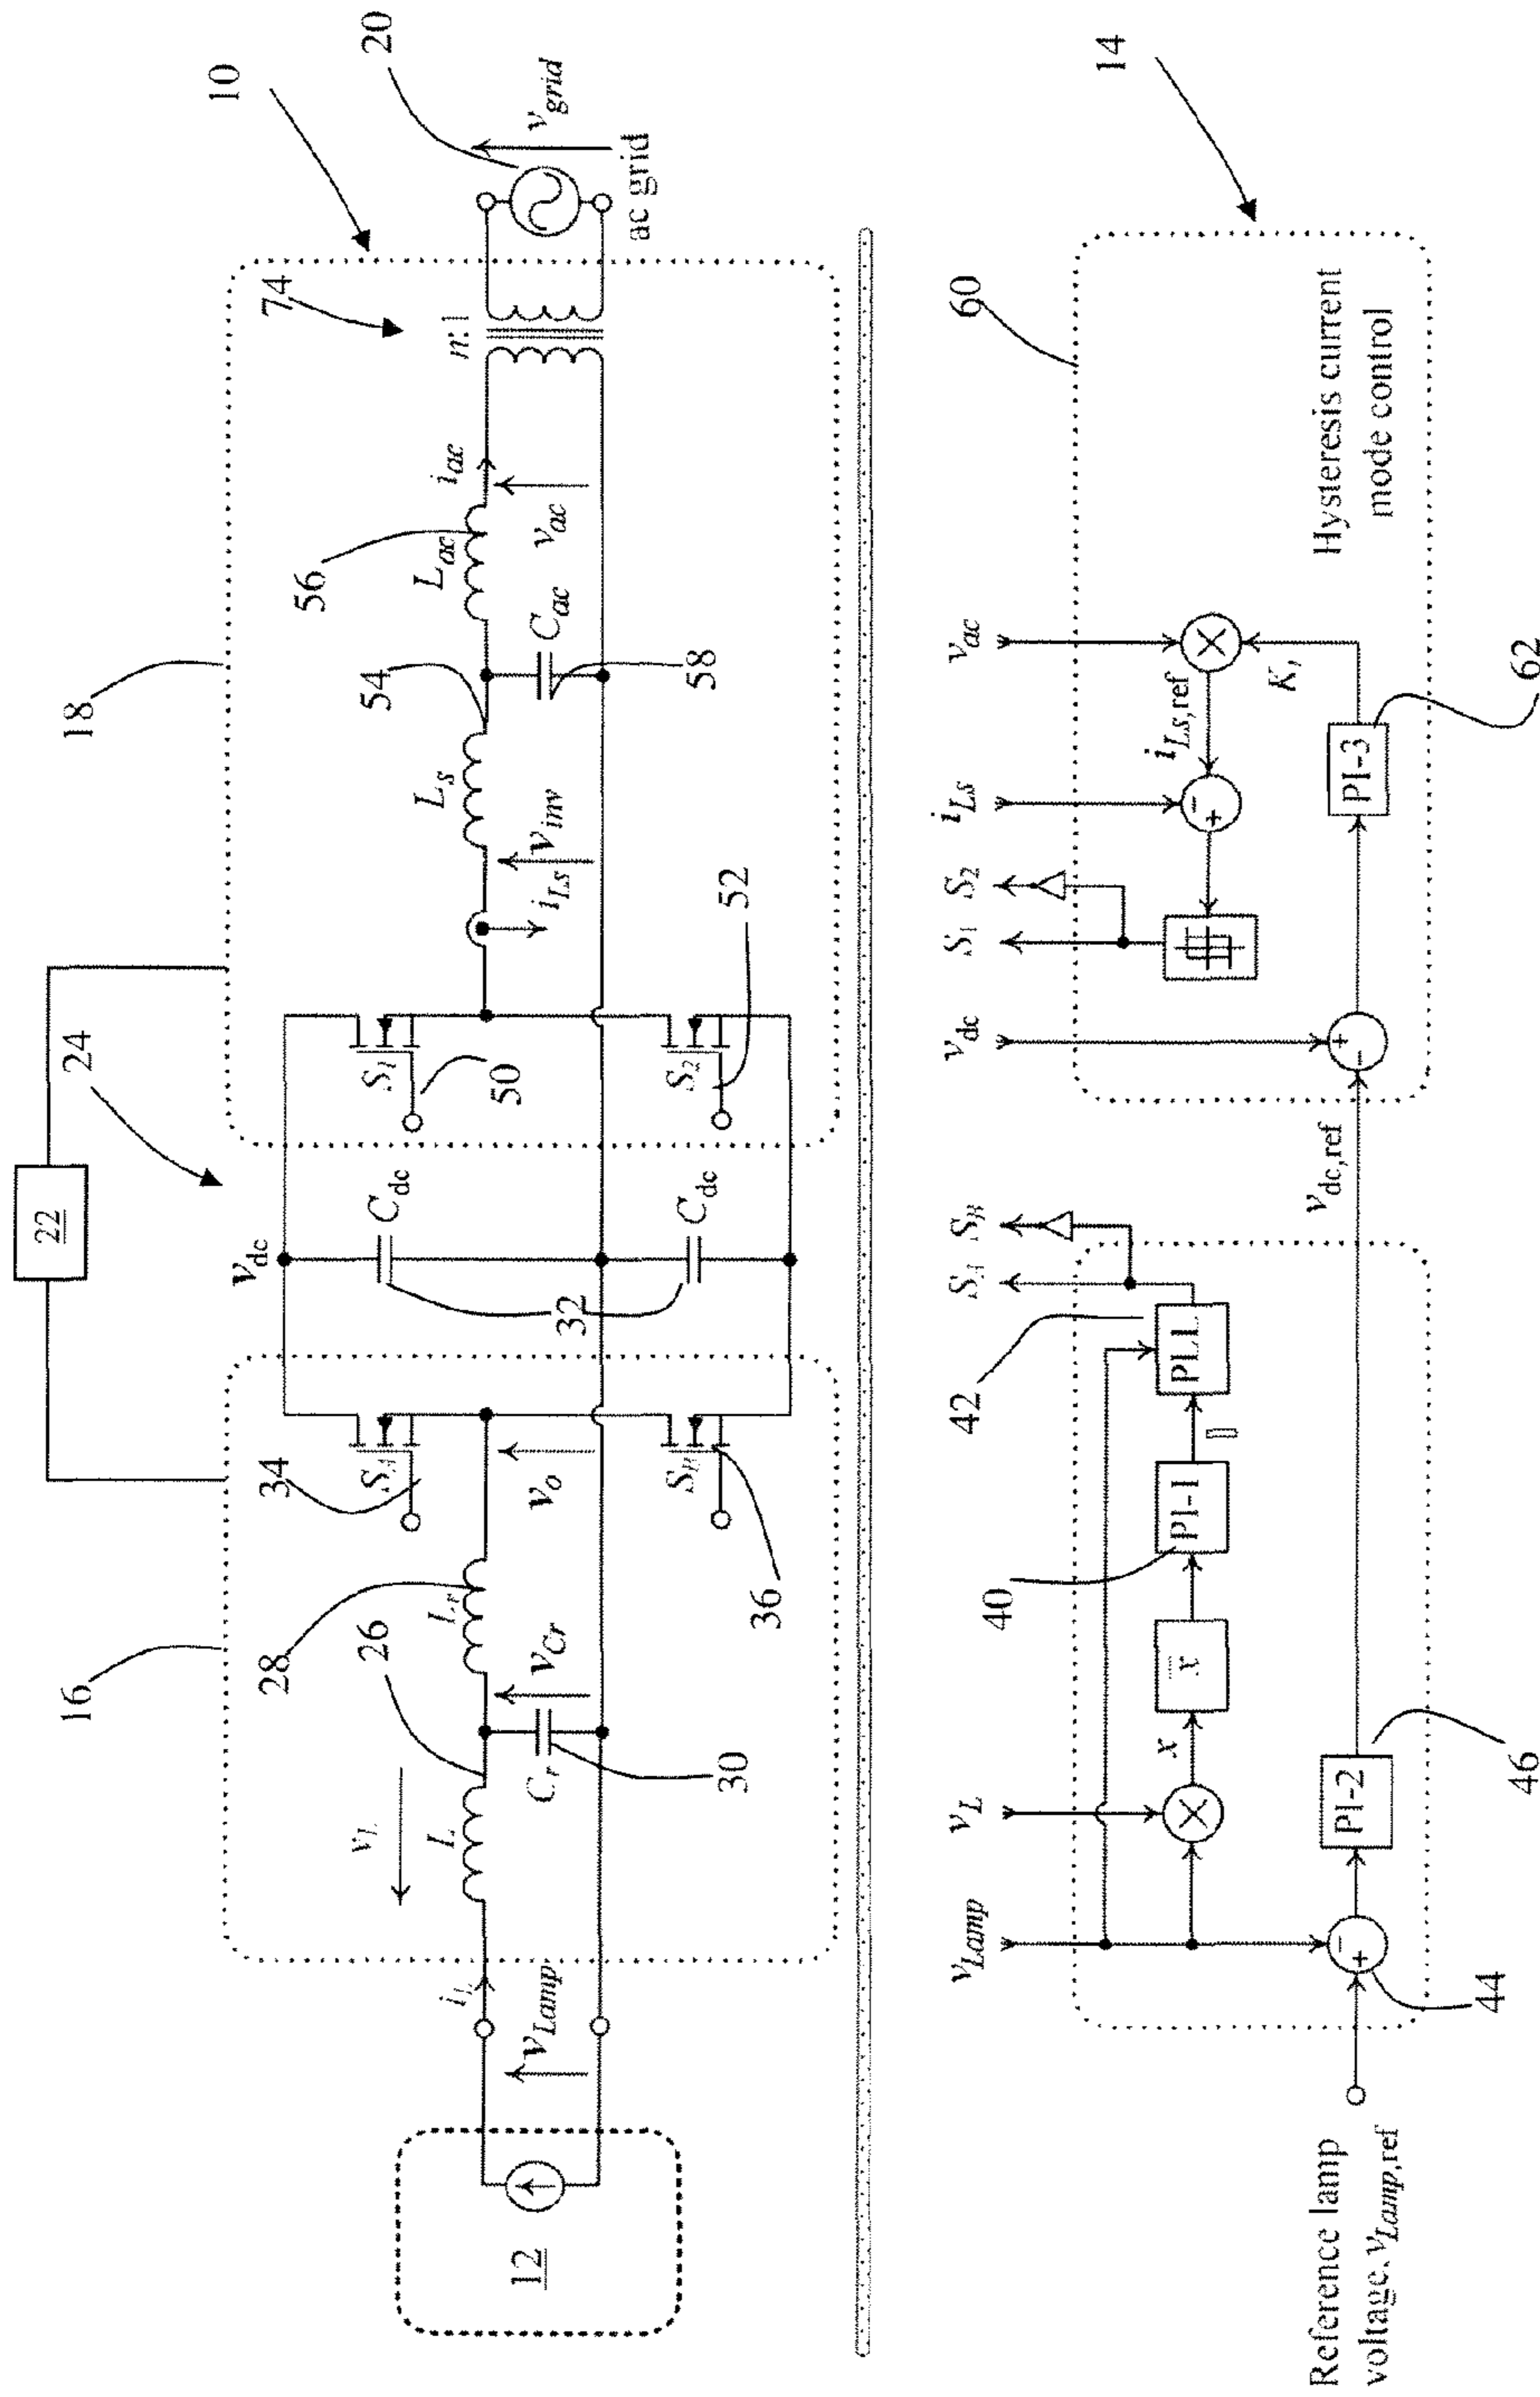 10
20
18
74
24
22
16
v_grid
ac grid
n:1
i_ac
v_ac
56
L_ac
C_ac
54
58
L_s
v_inv
i_Ls
S_1
50
S_2
52
v_dc
C_dc
C_dc
32
34
S_A
v_o
S_B
36
28
L_r
26
v_Cr
C_r
30
v_L
L
i_L
v_Lamp
12
14
60
v_Lamp
v_L
S_A
S_B
v_dc
S_1
S_2
i_Ls
v_ac
x
x̅
PI-1
40
PLL
42
i_Ls,ref
K_1
Hysteresis current
mode control
PI-3
62
v_dc,ref
PI-2
46
44
Reference lamp
voltage, v_Lamp,ref